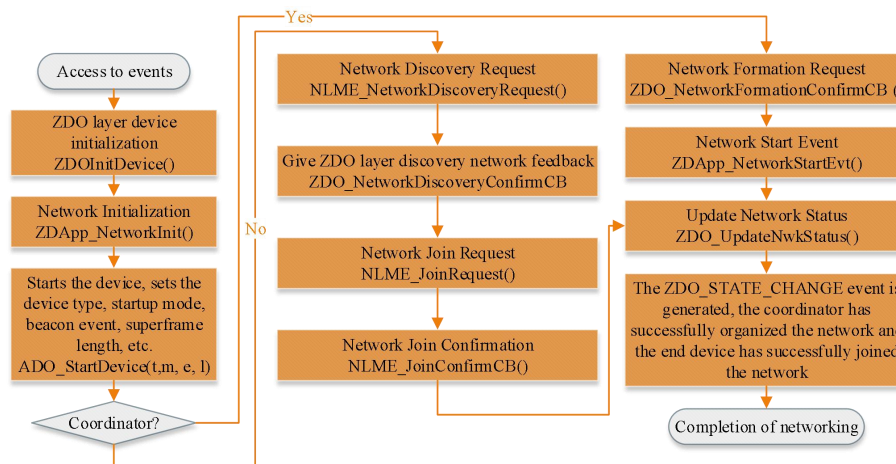 Yes
Access to events
ZDO layer device
initialization
ZDOInitDevice()
Network Initialization
ZDApp_NetworkInit()
Starts the device, sets the
device type, startup mode,
beacon event, superframe
length, etc.
ADO_StartDevice(t,m, e, l)
Coordinator?
No
Network Discovery Request
NLME_NetworkDiscoveryRequest()
Give ZDO layer discovery network feedback
ZDO_NetworkDiscoveryConfirmCB
Network Join Request
NLME_JoinRequest()
Network Join Confirmation
NLME_JoinConfirmCB()
Network Formation Request
ZDO_NetworkFormationConfirmCB (
Network Start Event
ZDApp_NetworkStartEvt()
Update Network Status
ZDO_UpdateNwkStatus()
The ZDO_STATE_CHANGE event is
generated, the coordinator has
successfully organized the network and
the end device has successfully joined
the network
Completion of networking